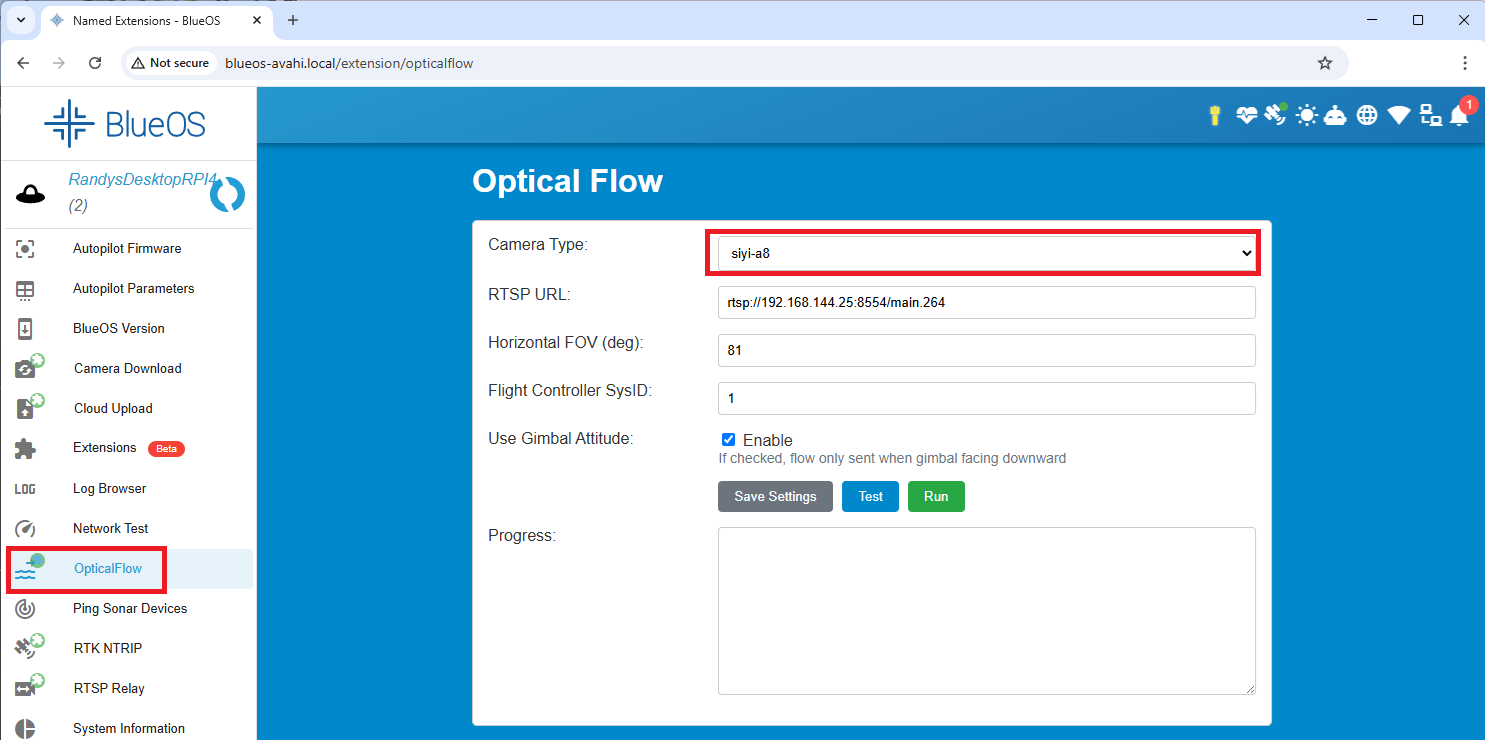 Named Extensions - BlueOS
Not secure
blueos-avahi.local/extension/opticalflow
BlueOS
1
RandysDesktopRPI4
(2)
Autopilot Firmware
Autopilot Parameters
BlueOS Version
Camera Download
Cloud Upload
Extensions Beta
LOG Log Browser
Network Test
OpticalFlow
Ping Sonar Devices
RTK NTRIP
RTSP Relay
System Information
Optical Flow
Camera Type: siyi-a8
RTSP URL: rtsp://192.168.144.25:8554/main.264
Horizontal FOV (deg): 81
Flight Controller SysID: 1
Use Gimbal Attitude: Enable
If checked, flow only sent when gimbal facing downward
Save Settings Test Run
Progress: